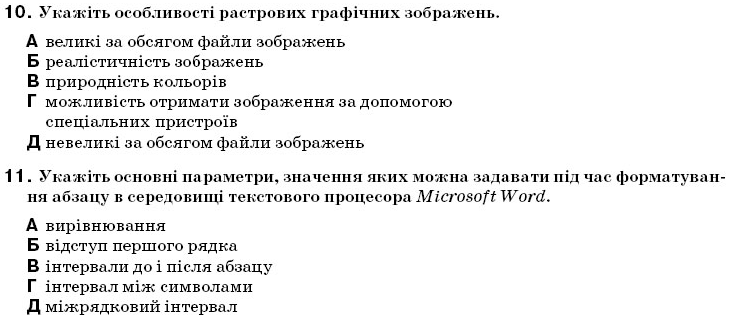 10. Укажіть особливості растрових графічних зображень.
А великі за обсягом файли зображень
Б реалістичність зображень
В природність кольорів
Г можливість отримати зображення за допомогою
спеціальних пристроїв
Д невеликі за обсягом файли зображень
11. Укажіть основні параметри, значення яких можна задавати під час форматуван-
ня абзацу в середовищі текстового процесора Microsoft Word.
А вирівнювання
Б відступ першого рядка
В інтервали до і після абзацу
Г інтервал між символами
Д міжрядковий інтервал